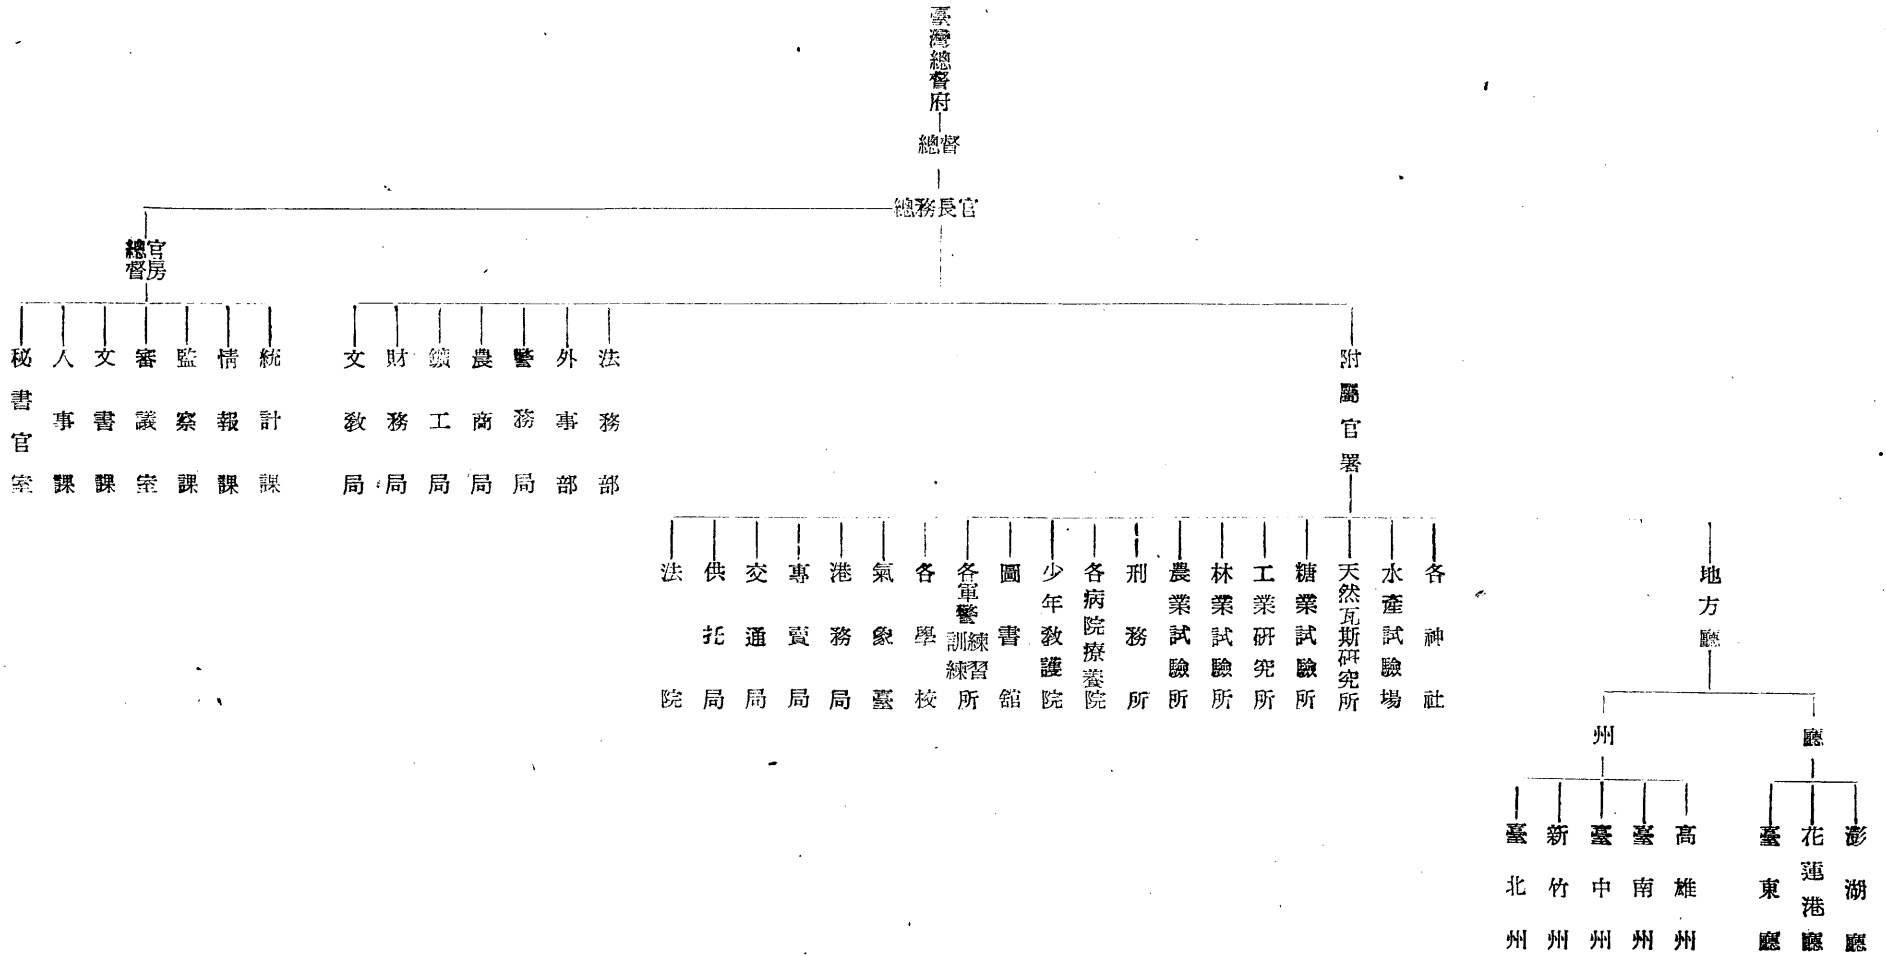 臺灣總督府
總督
總務長官
總督官房
秘書官室
人事課
文書課
審議室
監察課
情報課
統計課
文教局
財務局
鑛工局
農商局
警務局
外事部
法務部
附屬官署
法院
供托局
交通局
專賣局
港務局
氣象臺
各學校
各軍警訓練練習所
圖書館
少年敎護院
各病院療養院
刑務所
農業試驗所
林業試驗所
工業研究所
糖業試驗所
天然瓦斯研究所
水產試驗場
各神社
地方廳
州
廳
臺北州
新竹州
臺中州
臺南州
高雄州
臺東廳
花蓮港廳
澎湖廳